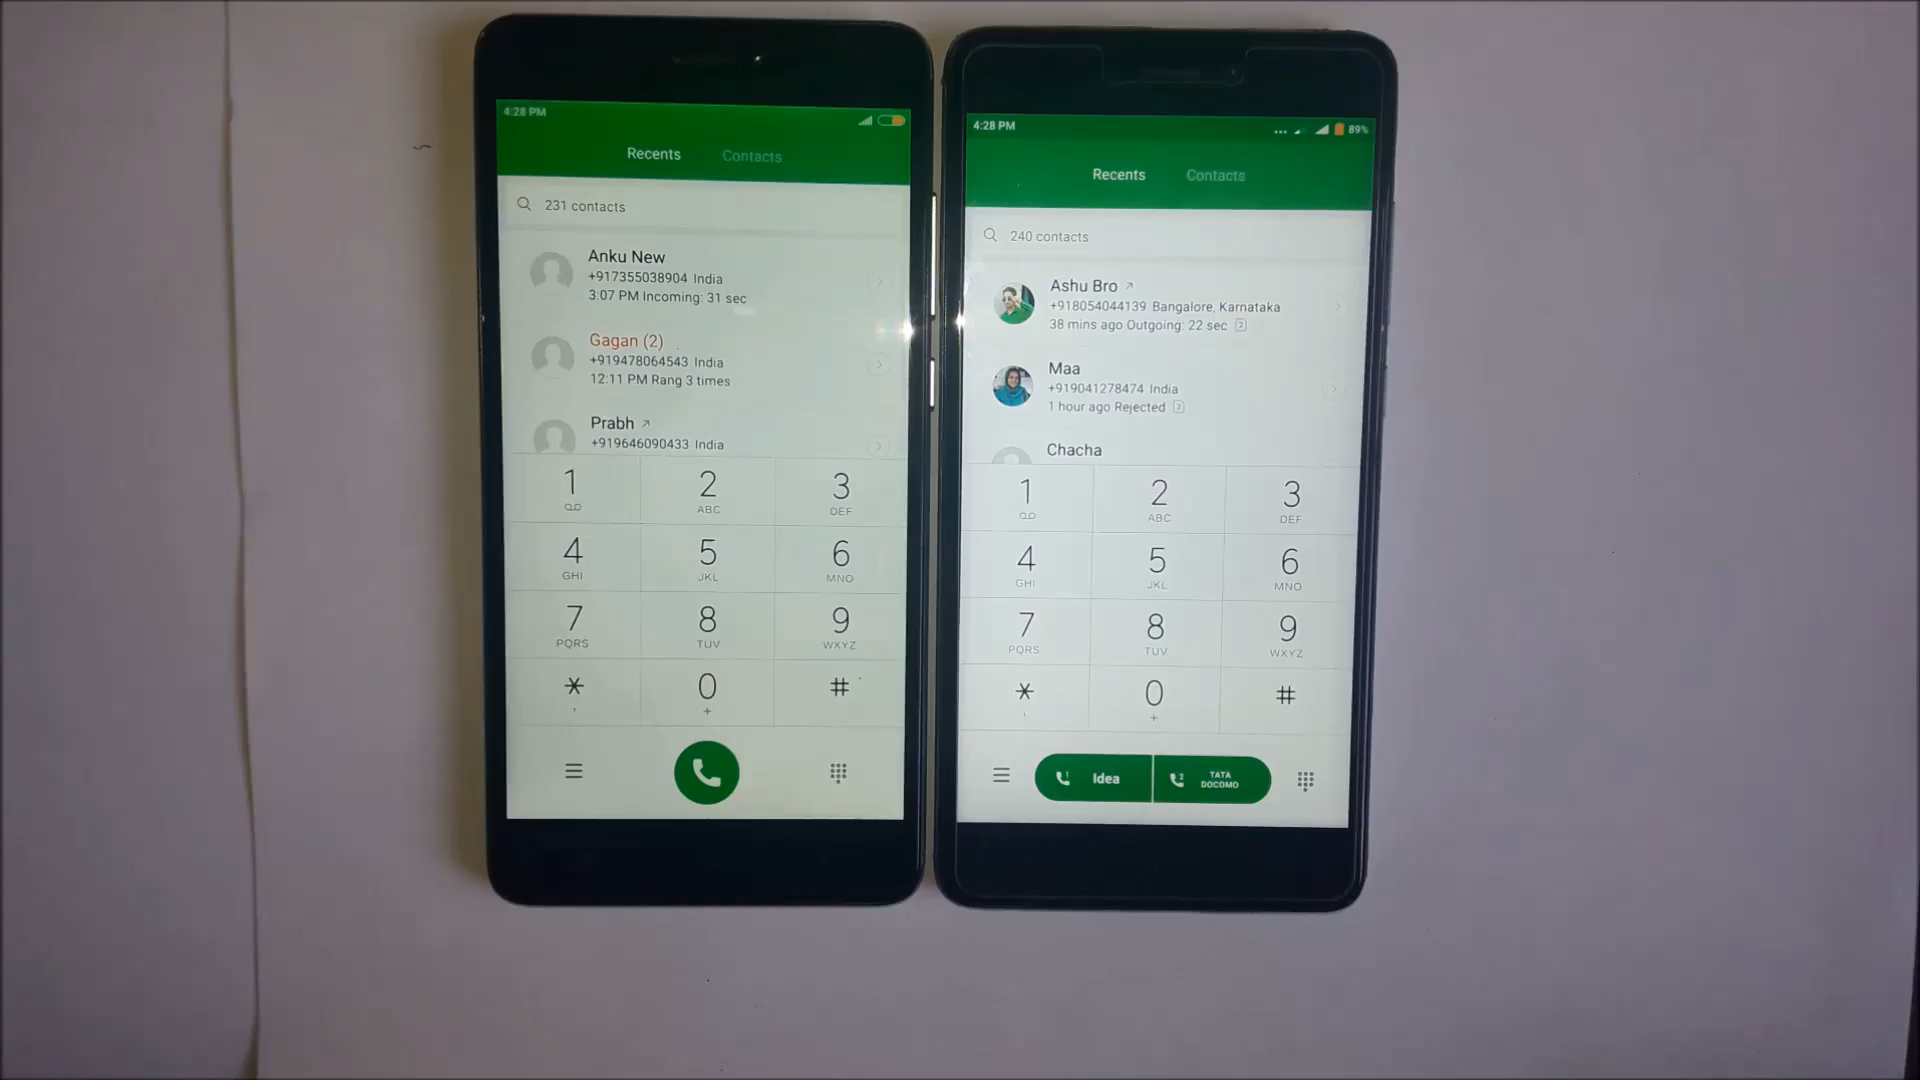 4:28 PM
Recents Contacts
231 contacts
Anku New
+917355038904 India
3:07 PM Incoming: 31 sec
Gagan (2)
+919478064543 India
12:11 PM Rang 3 times
Prabh
+919646090433 India
1
2 ABC
3 DEF
4 GHI
5 JKL
6 MNO
7 PQRS
8 TUV
9 WXYZ
*
,
0
+
#
4:28 PM
89%
Recents Contacts
240 contacts
Ashu Bro
+918054044139 Bangalore, Karnataka
38 mins ago Outgoing: 22 sec 2
Maa
+919041278474 India
1 hour ago Rejected 2
Chacha
1
2 ABC
3 DEF
4 GHI
5 JKL
6 MNO
7 PQRS
8 TUV
9 WXYZ
*
,
0
+
#
1 Idea
2 TATA
DOCOMO